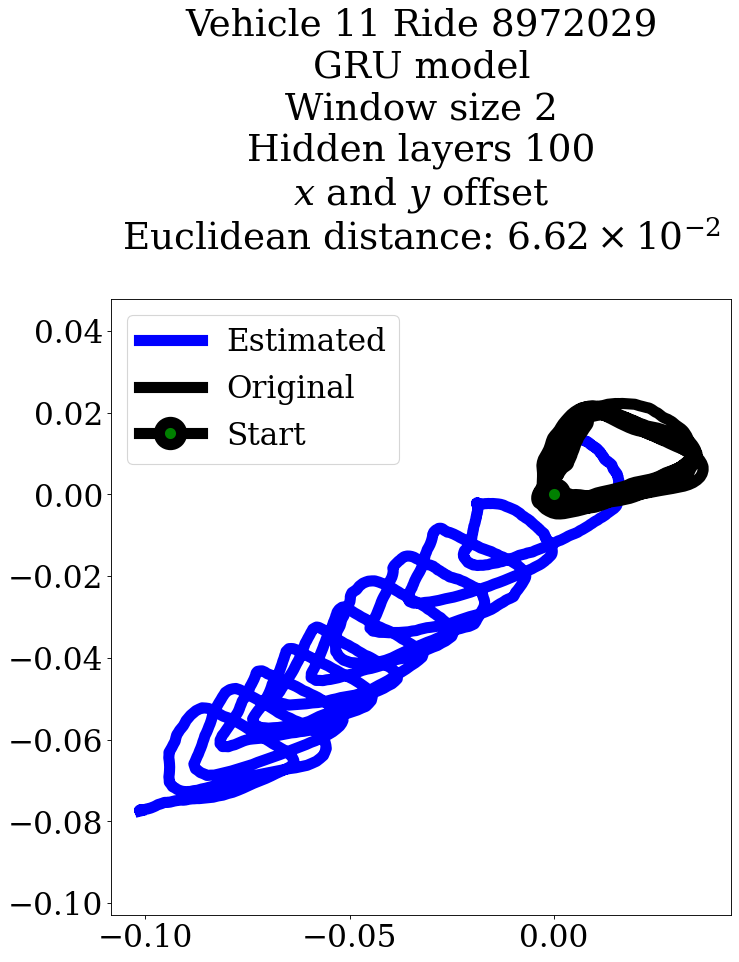 Vehicle 11 Ride 8972029
GRU model
Window size 2
Hidden layers 100
x and y offset
Euclidean distance: 6.62 × 10⁻²
Estimated
Original
Start
0.04
0.02
0.00
−0.02
−0.04
−0.06
−0.08
−0.10
−0.10 −0.05 0.00